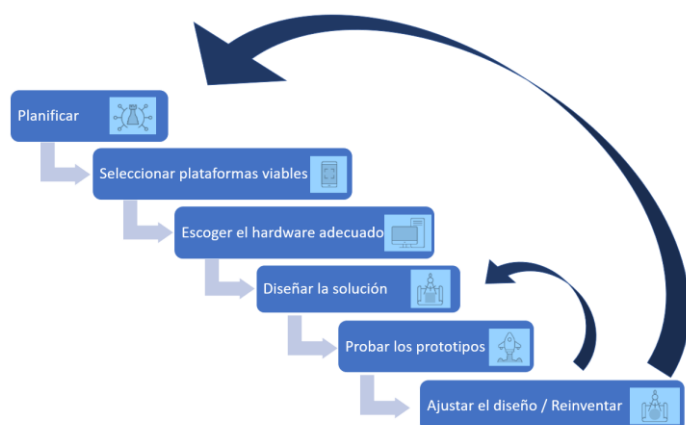 Planificar
Seleccionar plataformas viables
Escoger el hardware adecuado
Diseñar la solución
Probar los prototipos
Ajustar el diseño / Reinventar